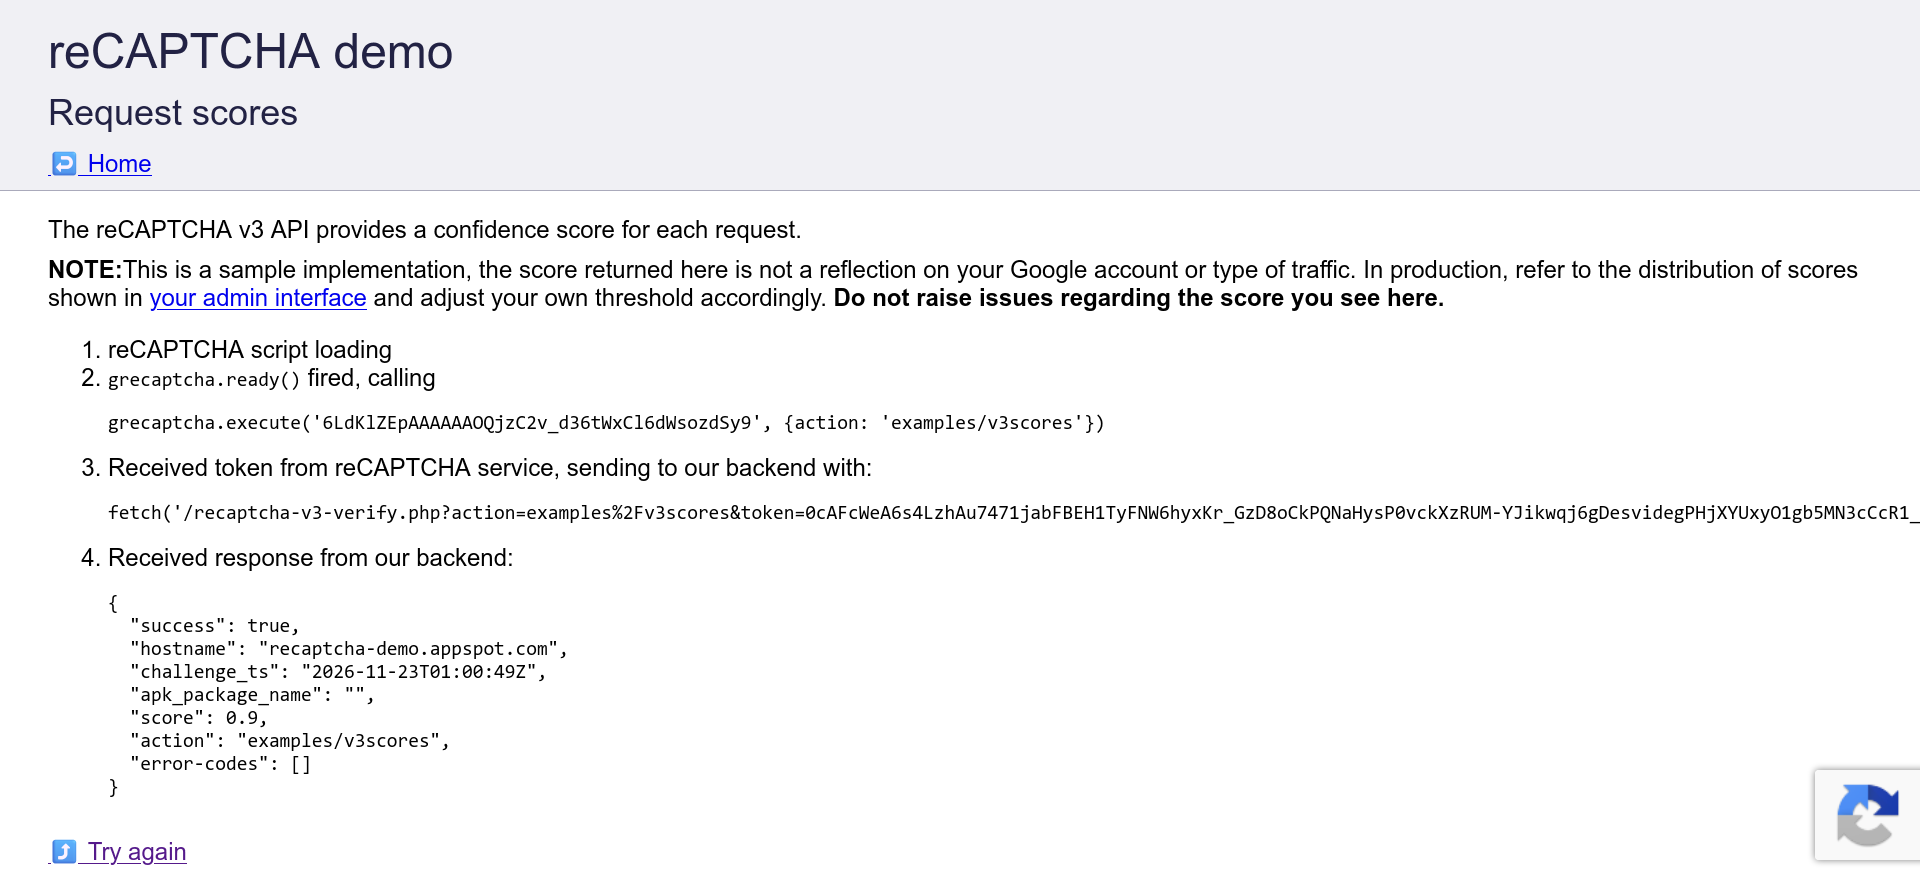 reCAPTCHA demo
Request scores
Home
The reCAPTCHA v3 API provides a confidence score for each request.
NOTE:This is a sample implementation, the score returned here is not a reflection on your Google account or type of traffic. In production, refer to the distribution of scores
shown in your admin interface and adjust your own threshold accordingly. Do not raise issues regarding the score you see here.
1. reCAPTCHA script loading
2. grecaptcha.ready() fired, calling
grecaptcha.execute('6LdKlZEpAAAAAAOQjzC2v_d36tWxCl6dWsozdSy9', {action: 'examples/v3scores'})
3. Received token from reCAPTCHA service, sending to our backend with:
fetch('/recaptcha-v3-verify.php?action=examples%2Fv3scores&token=0cAFcWeA6s4LzhAu7471jabFBEH1TyFNW6hyxKr_GzD8oCkPQNaHysP0vckXzRUM-YJikwqj6gDesvidegPHjXYUxyO1gb5MN3cCcR1_
4. Received response from our backend:
{
"success": true,
"hostname": "recaptcha-demo.appspot.com",
"challenge_ts": "2026-11-23T01:00:49Z",
"apk_package_name": "",
"score": 0.9,
"action": "examples/v3scores",
"error-codes": []
}
Try again